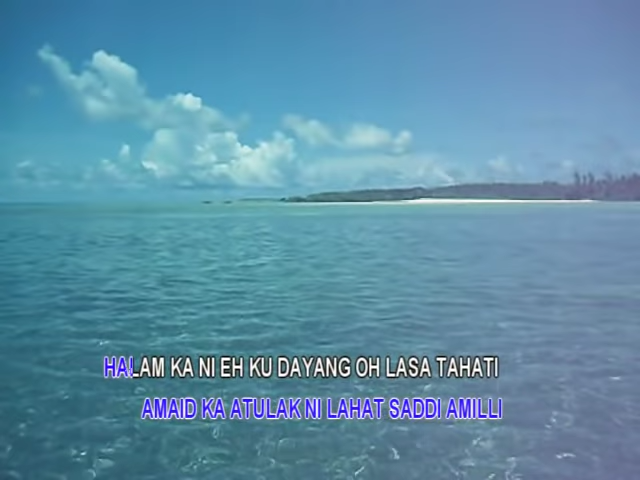 HALAM KA NI EH KU DAYANG OH LASA TAHATI
AMAID KA ATULAK NI LAHAT SADDI AMILLI